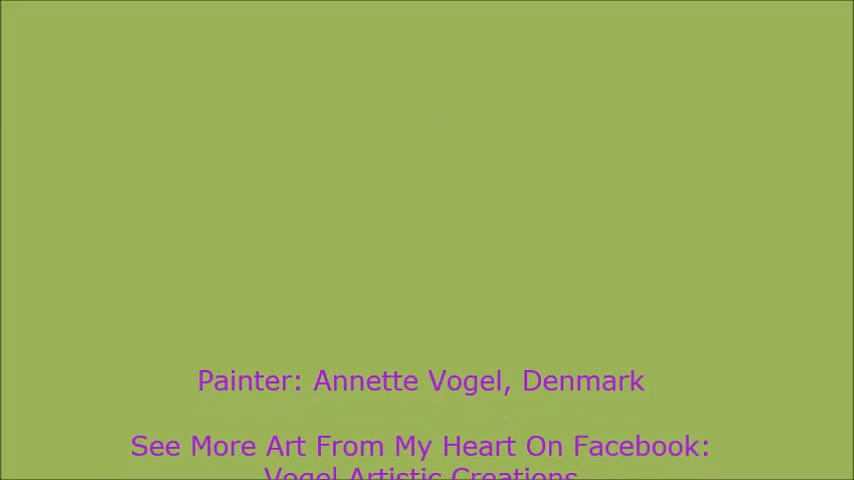 Painter: Annette Vogel, Denmark
See More Art From My Heart On Facebook:
Vogel Artistic Creations